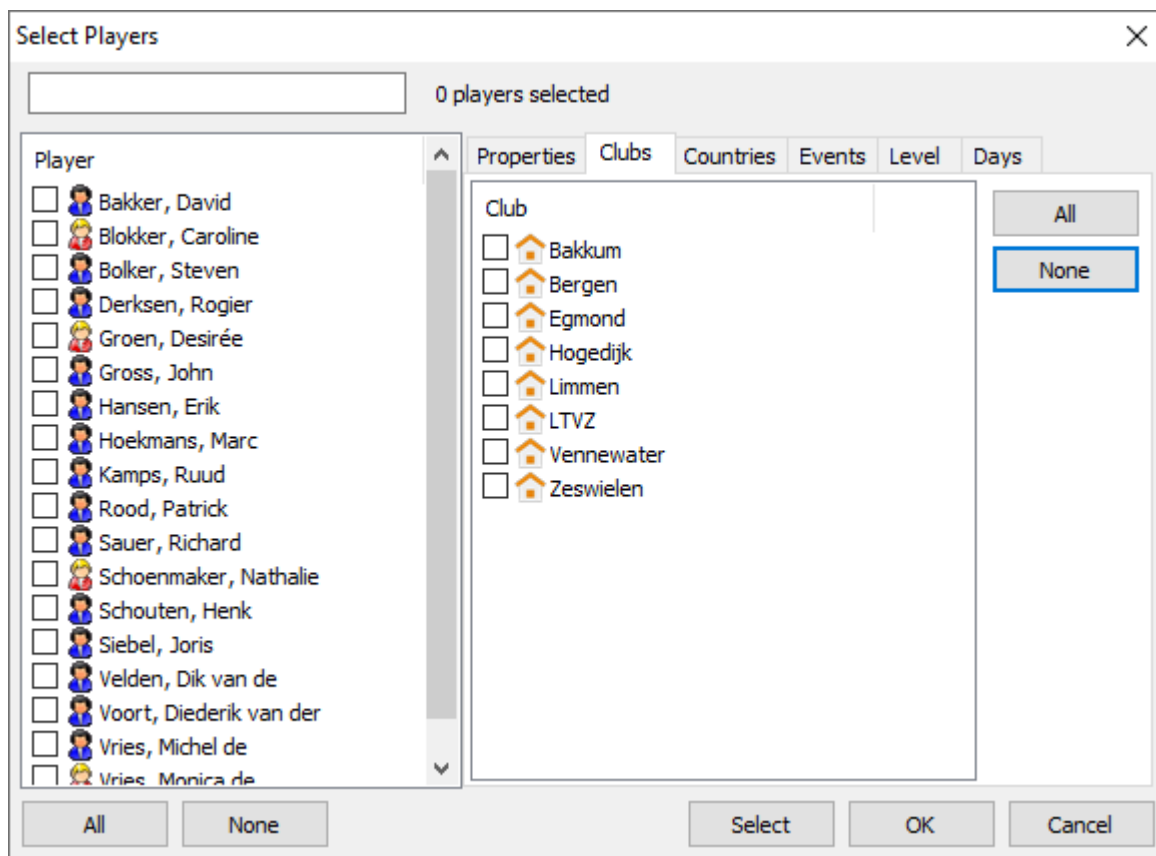 Select Players
0 players selected
Player
Bakker, David
Blokker, Caroline
Bolker, Steven
Derksen, Rogier
Groen, Desirée
Gross, John
Hansen, Erik
Hoekmans, Marc
Kamps, Ruud
Rood, Patrick
Sauer, Richard
Schoenmaker, Nathalie
Schouten, Henk
Siebel, Joris
Velden, Dik van de
Voort, Diederik van der
Vries, Michel de
Vries, Monica de
All None
Properties Clubs Countries Events Level Days
Club
Bakkum
Bergen
Egmond
Hogedijk
Limmen
LTVZ
Vennewater
Zeswielen
All
None
Select OK Cancel